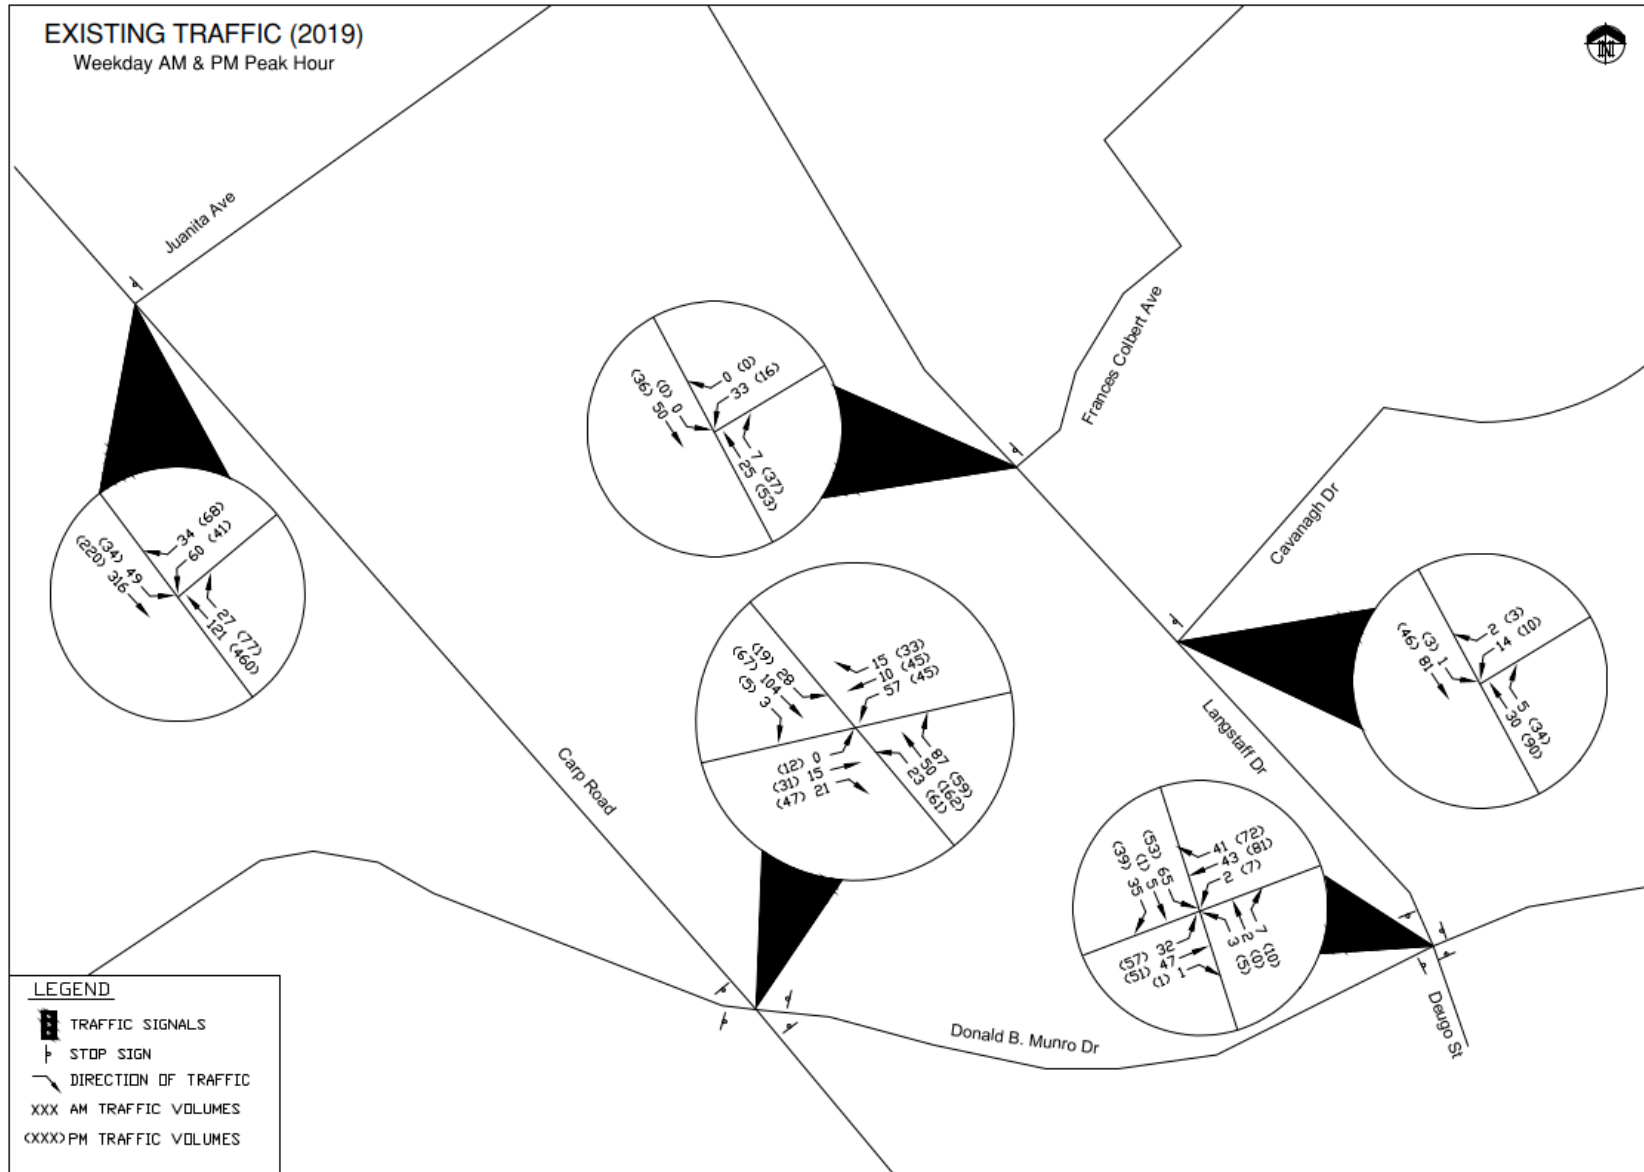 EXISTING TRAFFIC (2019)
Weekday AM & PM Peak Hour
N
Juanita Ave
Frances Colbert Ave
Cavanagh Dr
Langstaff Dr
Carp Road
Donald B. Munro Dr
Deugo St
0 (0)
33 (16)
(0) 0
(36) 50
7 (37)
25 (53)
34 (68)
60 (41)
(34) 49
(220) 316
27 (77)
121 (460)
15 (33)
10 (45)
57 (45)
(19) 28
(67) 104
(5) 3
(12) 0
(31) 15
(47) 21
87 (59)
50 (162)
23 (61)
2 (3)
14 (10)
(3) 1
(46) 81
5 (34)
30 (90)
41 (72)
43 (81)
2 (7)
(53) 65
(1) 5
(39) 35
(57) 32
(51) 47
(1) 1
7 (10)
2 (0)
3 (5)
LEGEND
TRAFFIC SIGNALS
STOP SIGN
DIRECTION OF TRAFFIC
XXX AM TRAFFIC VOLUMES
(XXX) PM TRAFFIC VOLUMES